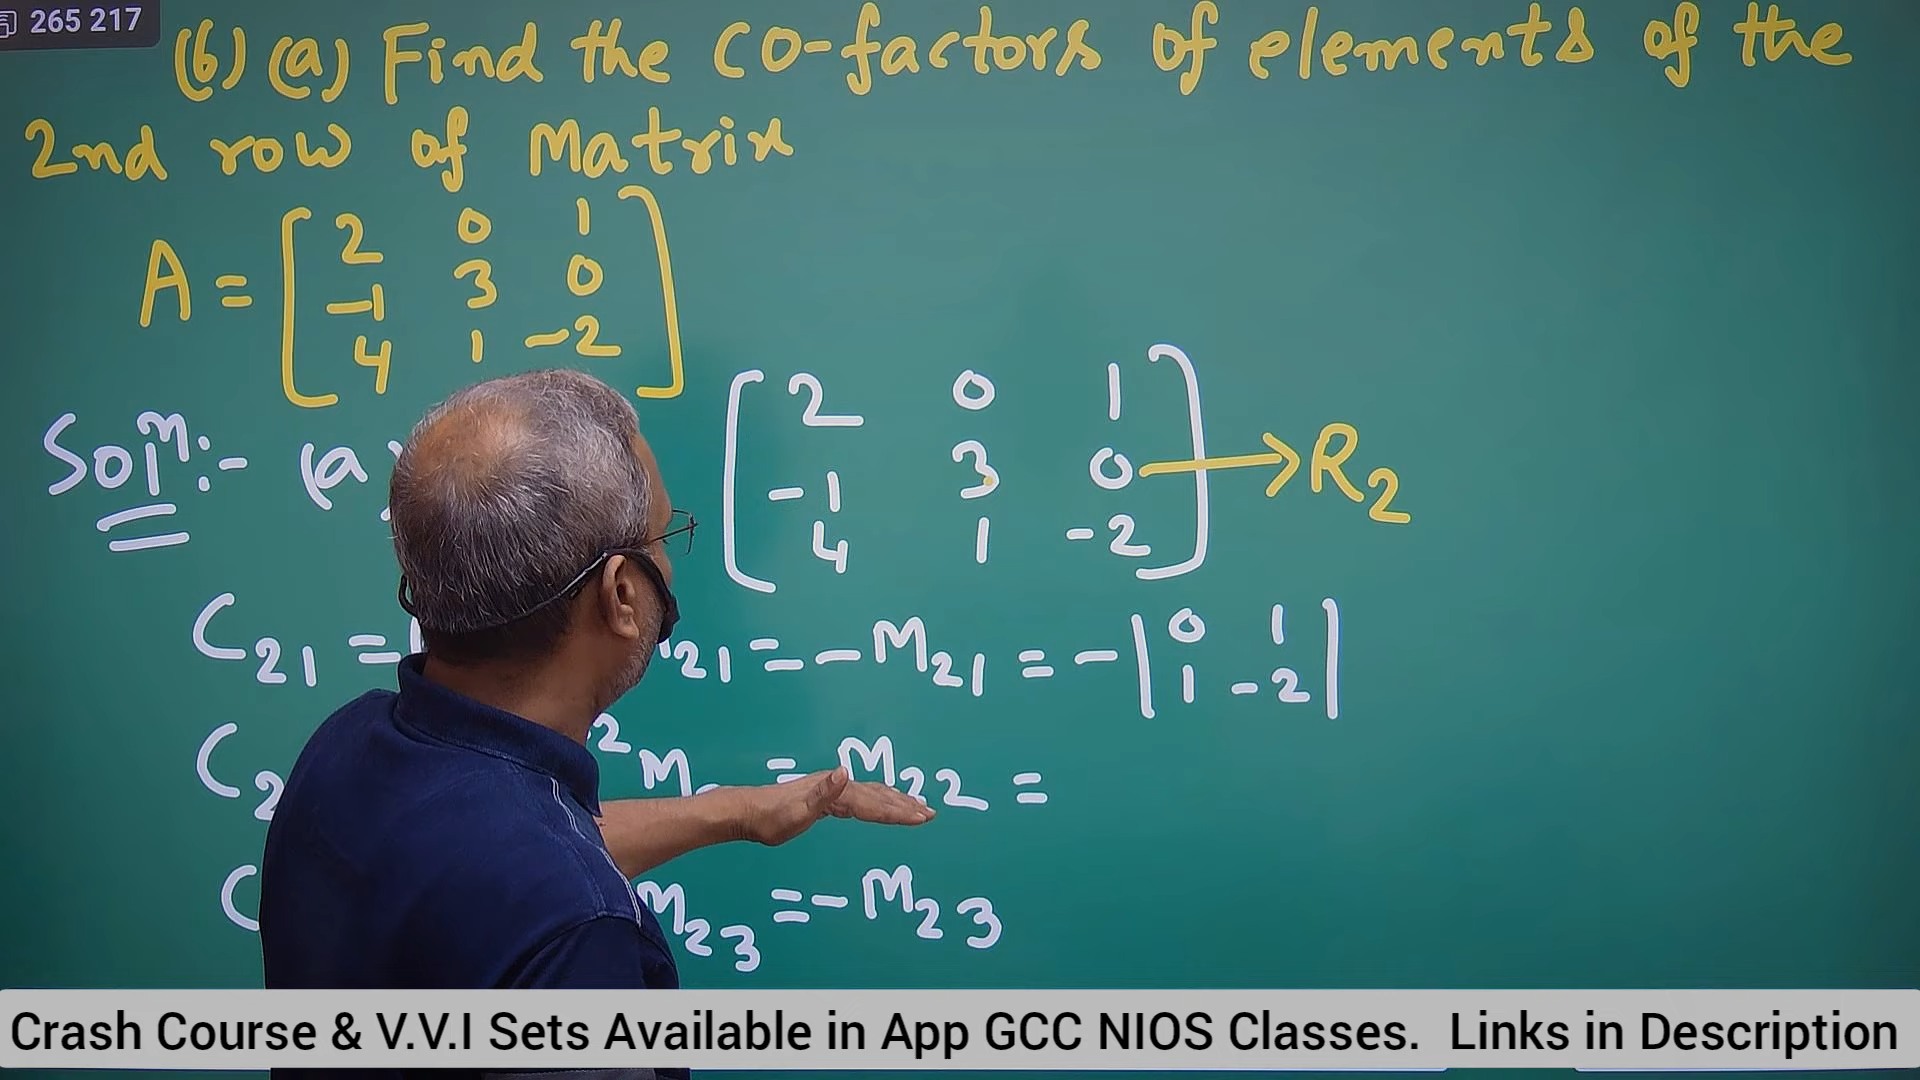 265 217
(6) (a) Find the co-factors of elements of the
2nd row of Matrix
A = [ 2 0 1
-1 3 0
4 1 -2 ]
Solⁿ:- (a)
[ 2 0 1
-1 3 0 → R₂
4 1 -2 ]
C₂₁ = ₂₁ = -M₂₁ = - | 0 1
1 -2 |
C₂ ² M = M₂₂ =
C M₂₃ = -M₂₃
Crash Course & V.V.I Sets Available in App GCC NIOS Classes. Links in Description